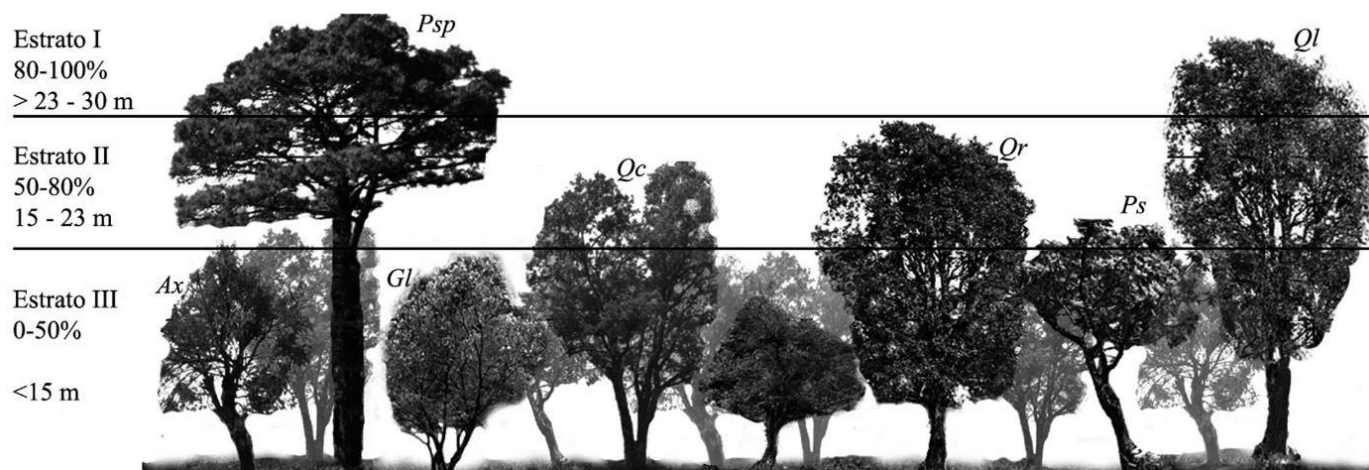 Estrato I
80-100%
> 23 - 30 m
Estrato II
50-80%
15 - 23 m
Estrato III
0-50%
<15 m
Psp
Ql
Qr
Qc
Ps
Ax
Gl